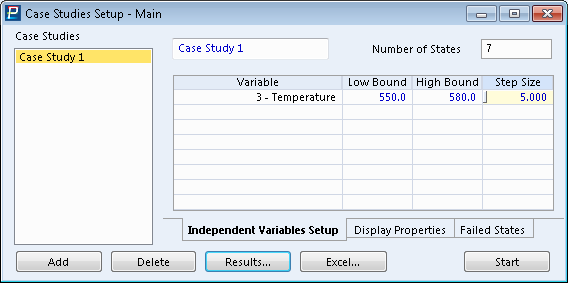 Case Studies Setup - Main
Case Studies
Case Study 1
Case Study 1
Number of States 7
Variable Low Bound High Bound Step Size
3 - Temperature 550.0 580.0 5.000
Independent Variables Setup Display Properties Failed States
Add Delete Results... Excel... Start